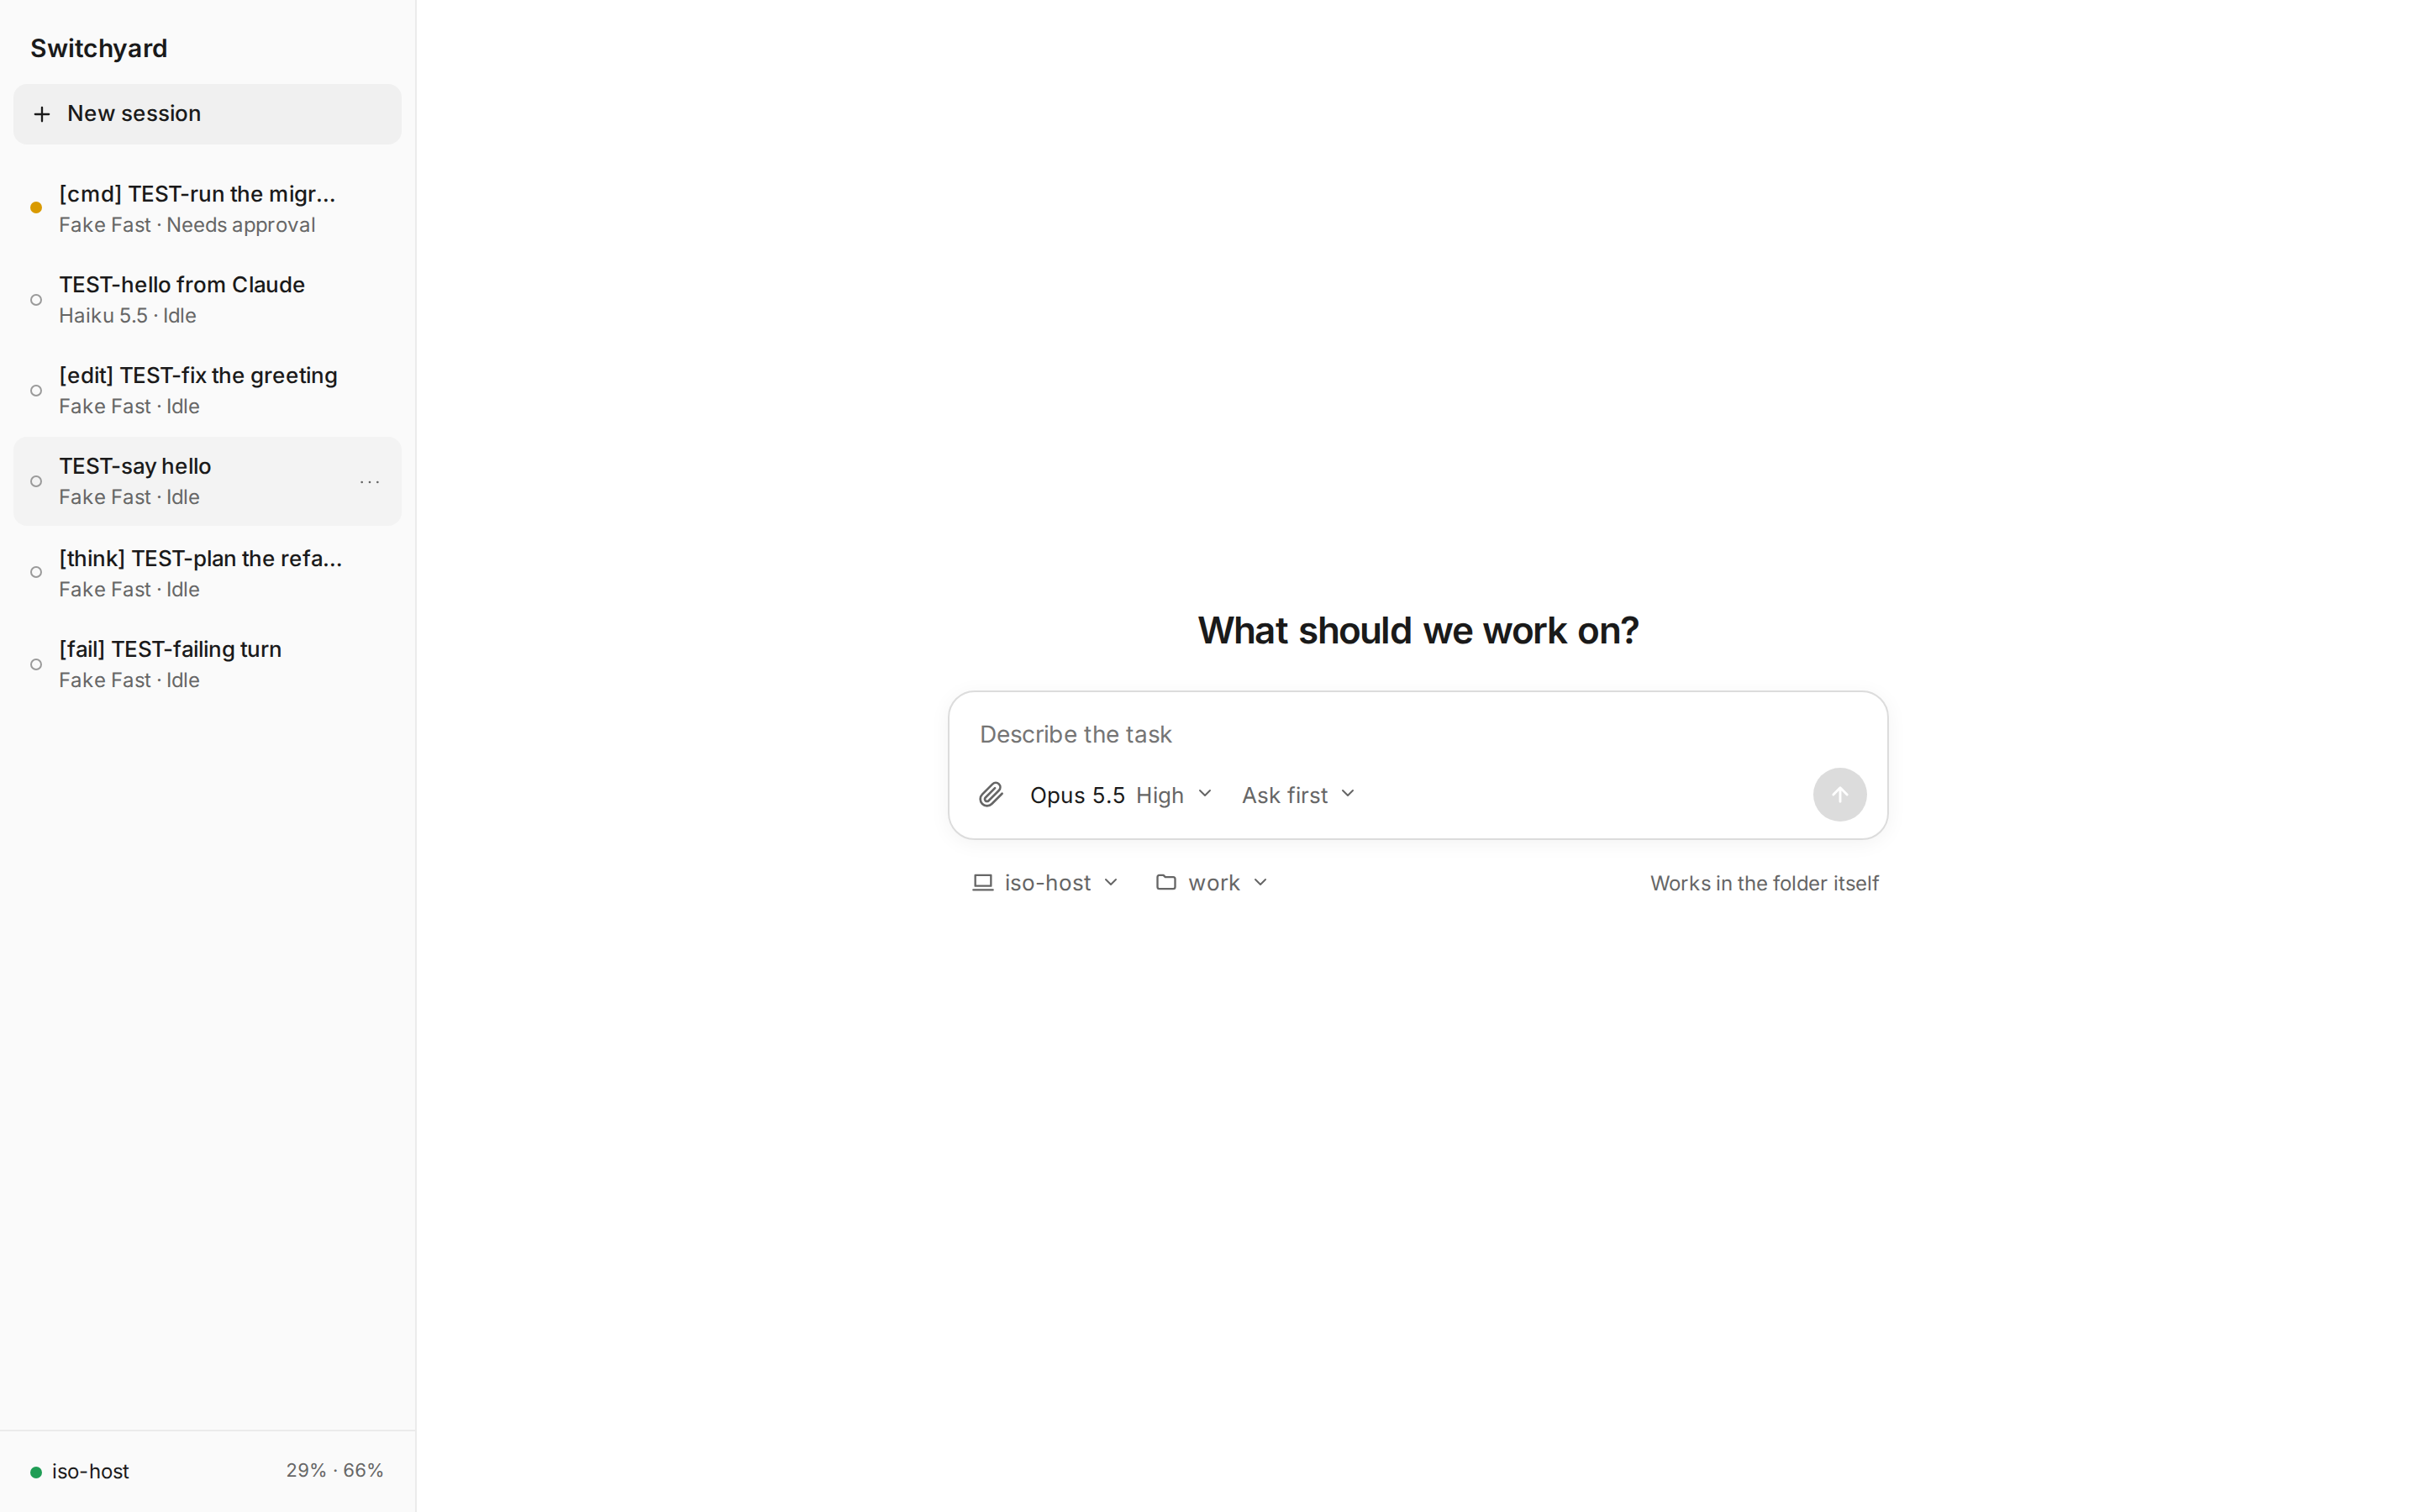 Switchyard
New session
[cmd] TEST-run the migr...
Fake Fast · Needs approval
TEST-hello from Claude
Haiku 5.5 · Idle
[edit] TEST-fix the greeting
Fake Fast · Idle
TEST-say hello
Fake Fast · Idle
[think] TEST-plan the refa...
Fake Fast · Idle
[fail] TEST-failing turn
Fake Fast · Idle
iso-host 29% · 66%
What should we work on?
Describe the task
Opus 5.5 High Ask first
iso-host work Works in the folder itself